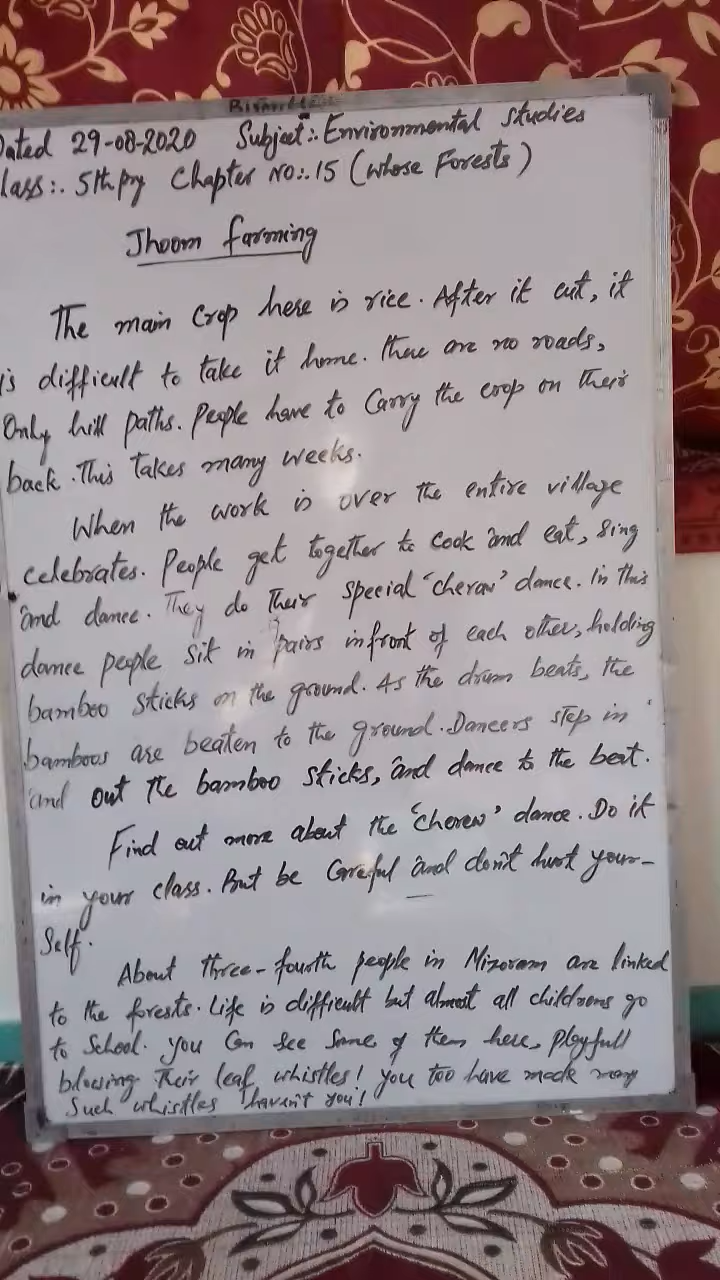 Bismillah
Dated 29-08-2020 Subject:. Environmental studies
lass:. 5th pry Chapter NO:. 15 (Whose Forests)
Jhoom farming
The main Crop here is rice. After it cut, it
is difficult to take it home. there are no roads,
Only hill paths. People have to Carry the crop on their
back. This takes many weeks.
When the work is over the entire village
celebrates. People get together to Cook and eat, Sing
and dance. They do their special 'cheraw' dance. In this
dance people sit in pairs infront of each other, holding
bamboo sticks on the ground. As the drum beats, the
bamboos are beaten to the ground. Dancers step in
and out the bamboo sticks, and dance to the beat.
Find out more about the 'cherew' dance. Do it
in your class. But be Careful and don't hurt your-
Self.
About three-fourth people in Mizoram are linked
to the forests. Life is difficult but almost all childrens go
to School. you Can See Some of them here, Playfull
blowing their leaf whistles! you too have made many
Such whistles haven't you!